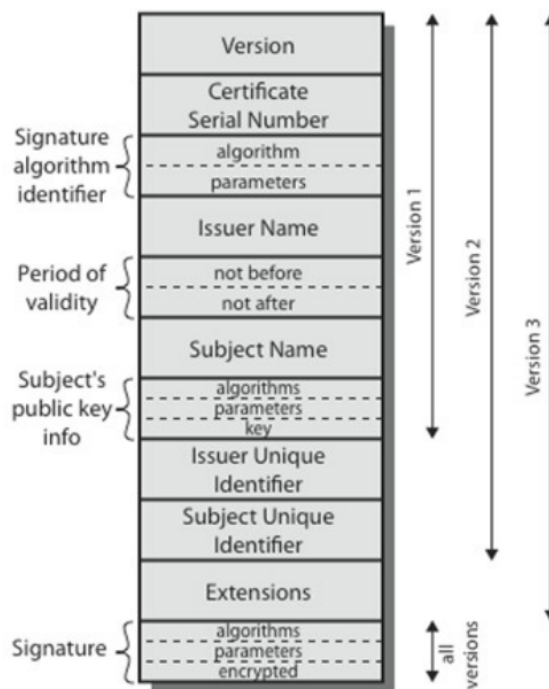 Version
Certificate
Serial Number
Signature
algorithm
identifier
algorithm
parameters
Issuer Name
Period of
validity
not before
not after
Subject Name
Subject's
public key
info
algorithms
parameters
key
Issuer Unique
Identifier
Subject Unique
Identifier
Extensions
Signature
algorithms
parameters
encrypted
Version 1
Version 2
Version 3
all
versions